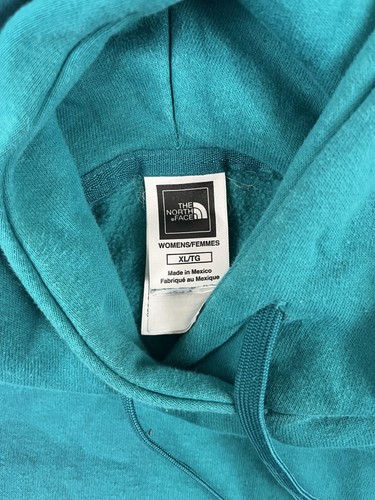 THE
NORTH
FACE
WOMENS/FEMMES
XL/TG
Made in Mexico
Fabriqué au Mexique